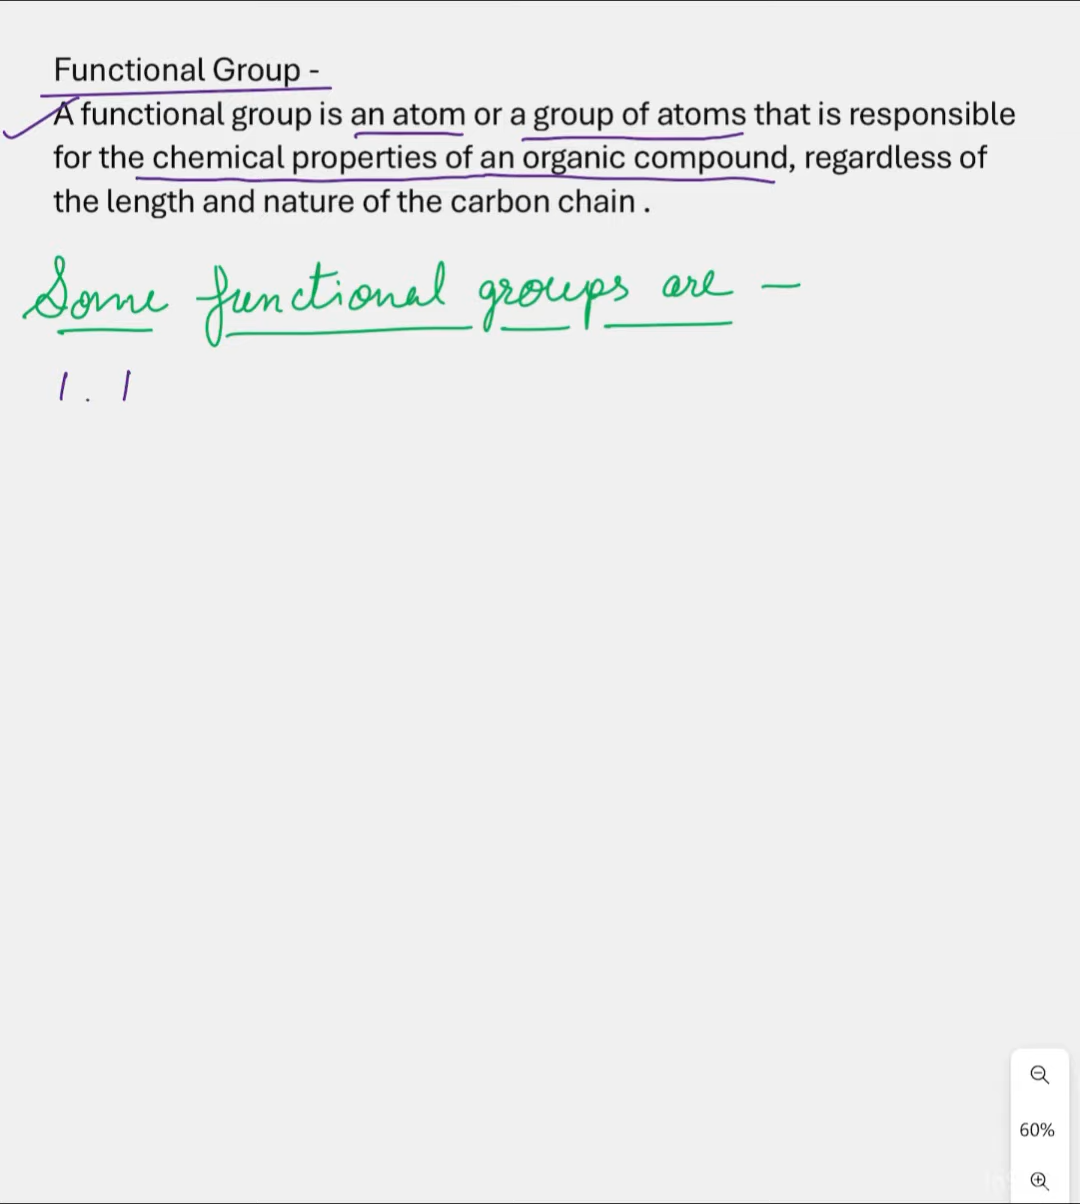 Functional Group -
A functional group is an atom or a group of atoms that is responsible
for the chemical properties of an organic compound, regardless of
the length and nature of the carbon chain .
Some functional groups are -
1. 
60%